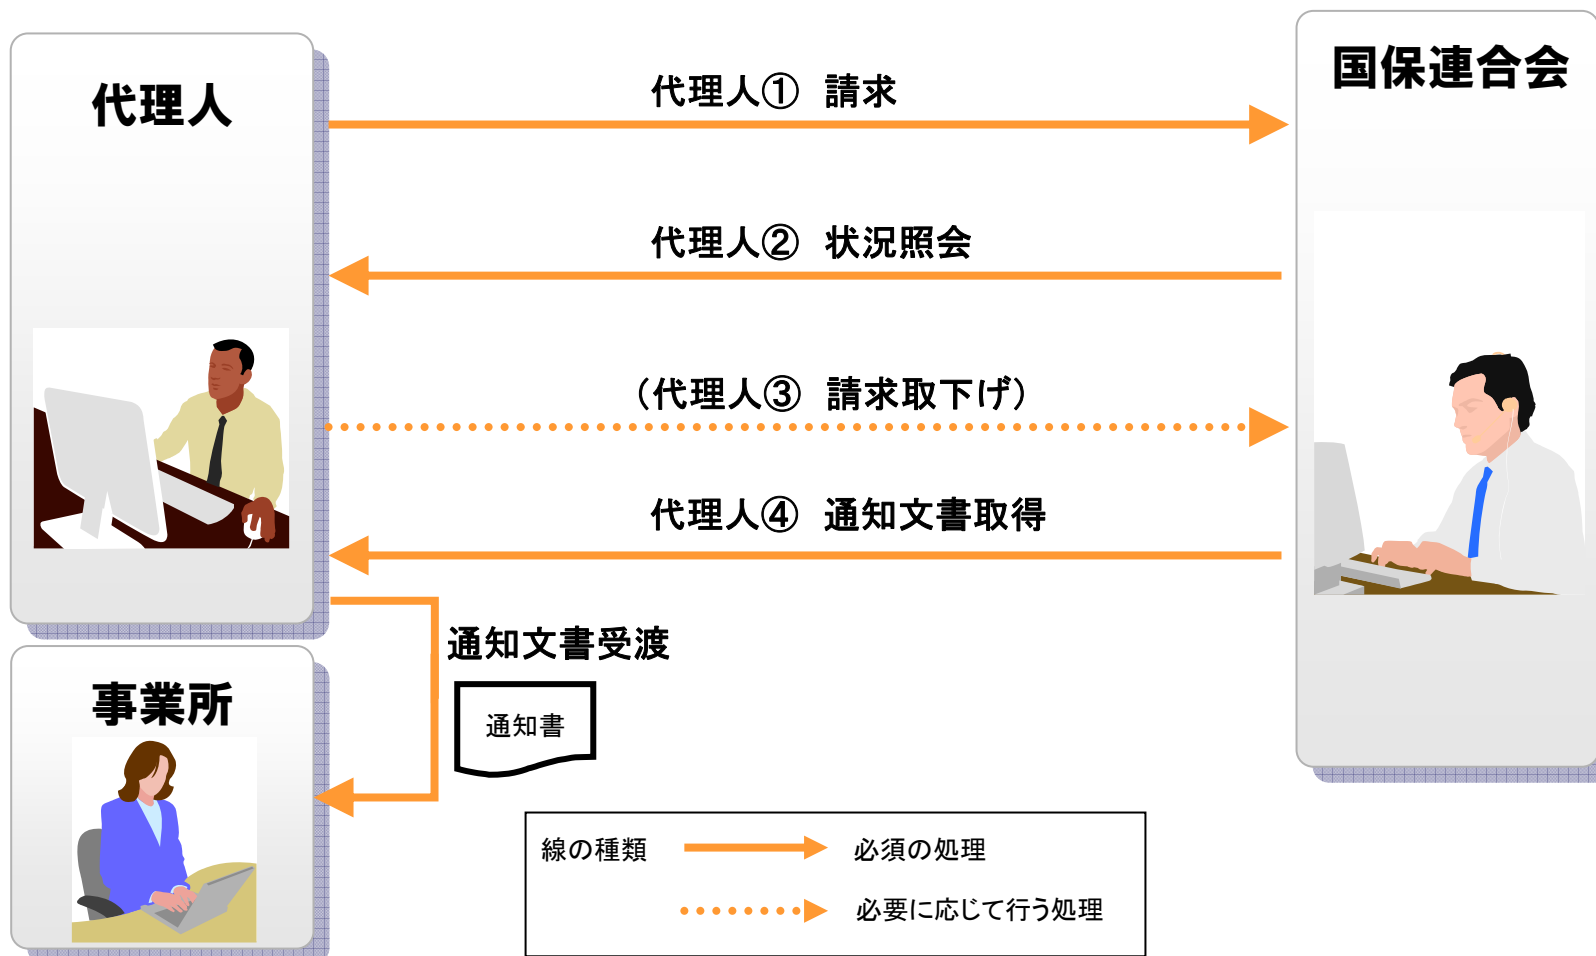 代理人
国保連合会
代理人① 請求
代理人② 状況照会
(代理人③ 請求取下げ)
代理人④ 通知文書取得
通知文書受渡
通知書
事業所
線の種類 必須の処理
必要に応じて行う処理